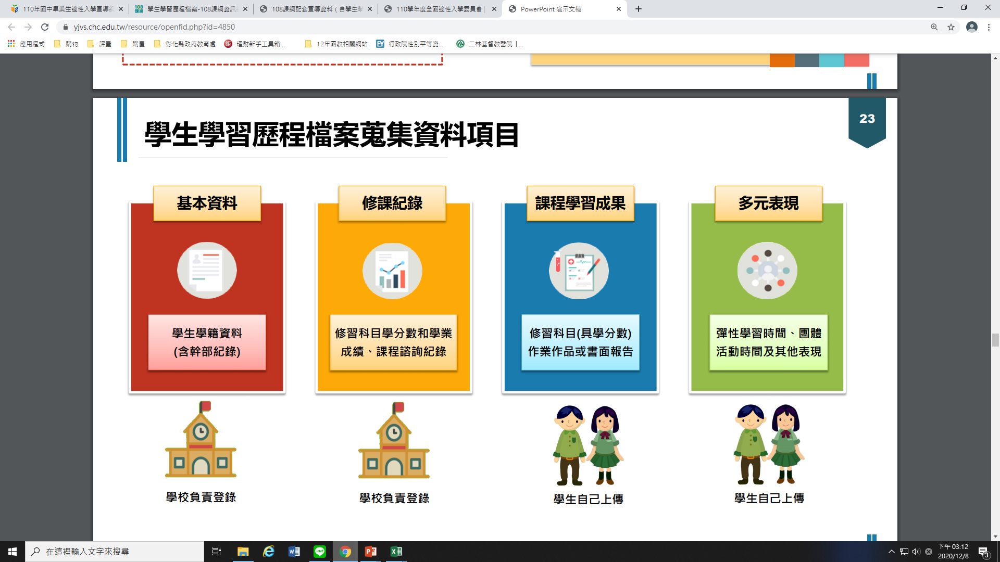 110年國中畢業生適性入學宣導網
108課綱
學生學習歷程檔案-108課綱資訊
108課綱配套宣導資料（含學生學
110學年度全國適性入學委員會
PowerPoint 演示文稿
yjvs.chc.edu.tw/resource/openfid.php?id=4850
應用程式
購物
評量
購屋
彰化縣政府教育處
鉅
理財新手工具箱...
12年國教相關網站
EY
行政院性別平等資...
二林基督教醫院 |...
23
學生學習歷程檔案蒐集資料項目
基本資料
學生學籍資料
(含幹部紀錄)
學校負責登錄
修課紀錄
修習科目學分數和學業
成績、課程諮詢紀錄
學校負責登錄
課程學習成果
修習科目(具學分數)
作業作品或書面報告
學生自己上傳
多元表現
彈性學習時間、團體
活動時間及其他表現
學生自己上傳
在這裡輸入文字來搜尋
LINE
下午 03:12
2020/12/8
3